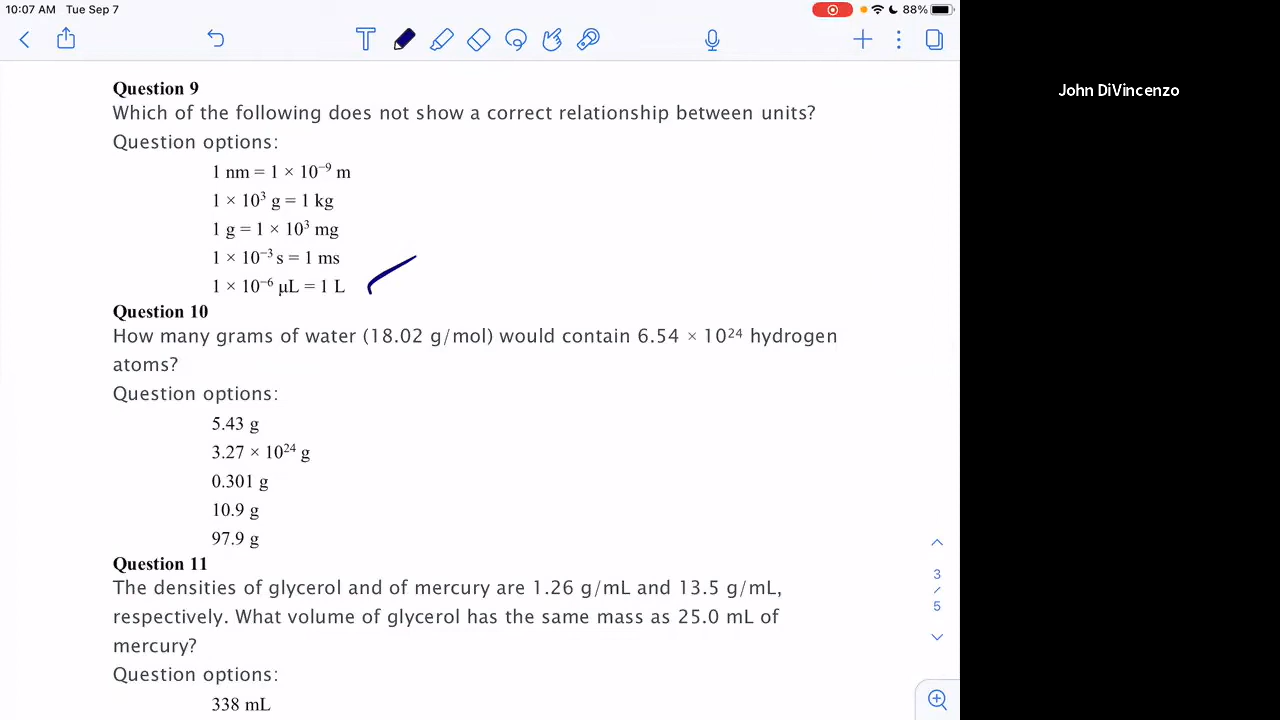 10:07 AM Tue Sep 7
88%
Question 9
Which of the following does not show a correct relationship between units?
Question options:
1 nm = 1 × 10⁻⁹ m
1 × 10³ g = 1 kg
1 g = 1 × 10³ mg
1 × 10⁻³ s = 1 ms
1 × 10⁻⁶ μL = 1 L
Question 10
How many grams of water (18.02 g/mol) would contain 6.54 × 10²⁴ hydrogen
atoms?
Question options:
5.43 g
3.27 × 10²⁴ g
0.301 g
10.9 g
97.9 g
Question 11
The densities of glycerol and of mercury are 1.26 g/mL and 13.5 g/mL,
respectively. What volume of glycerol has the same mass as 25.0 mL of
mercury?
Question options:
338 mL
3
/
5
John DiVincenzo